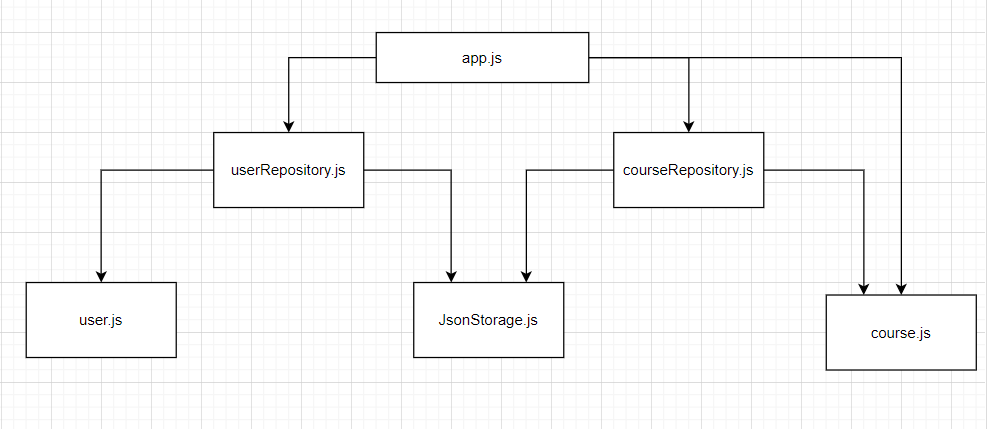 app.js
userRepository.js
courseRepository.js
user.js
JsonStorage.js
course.js